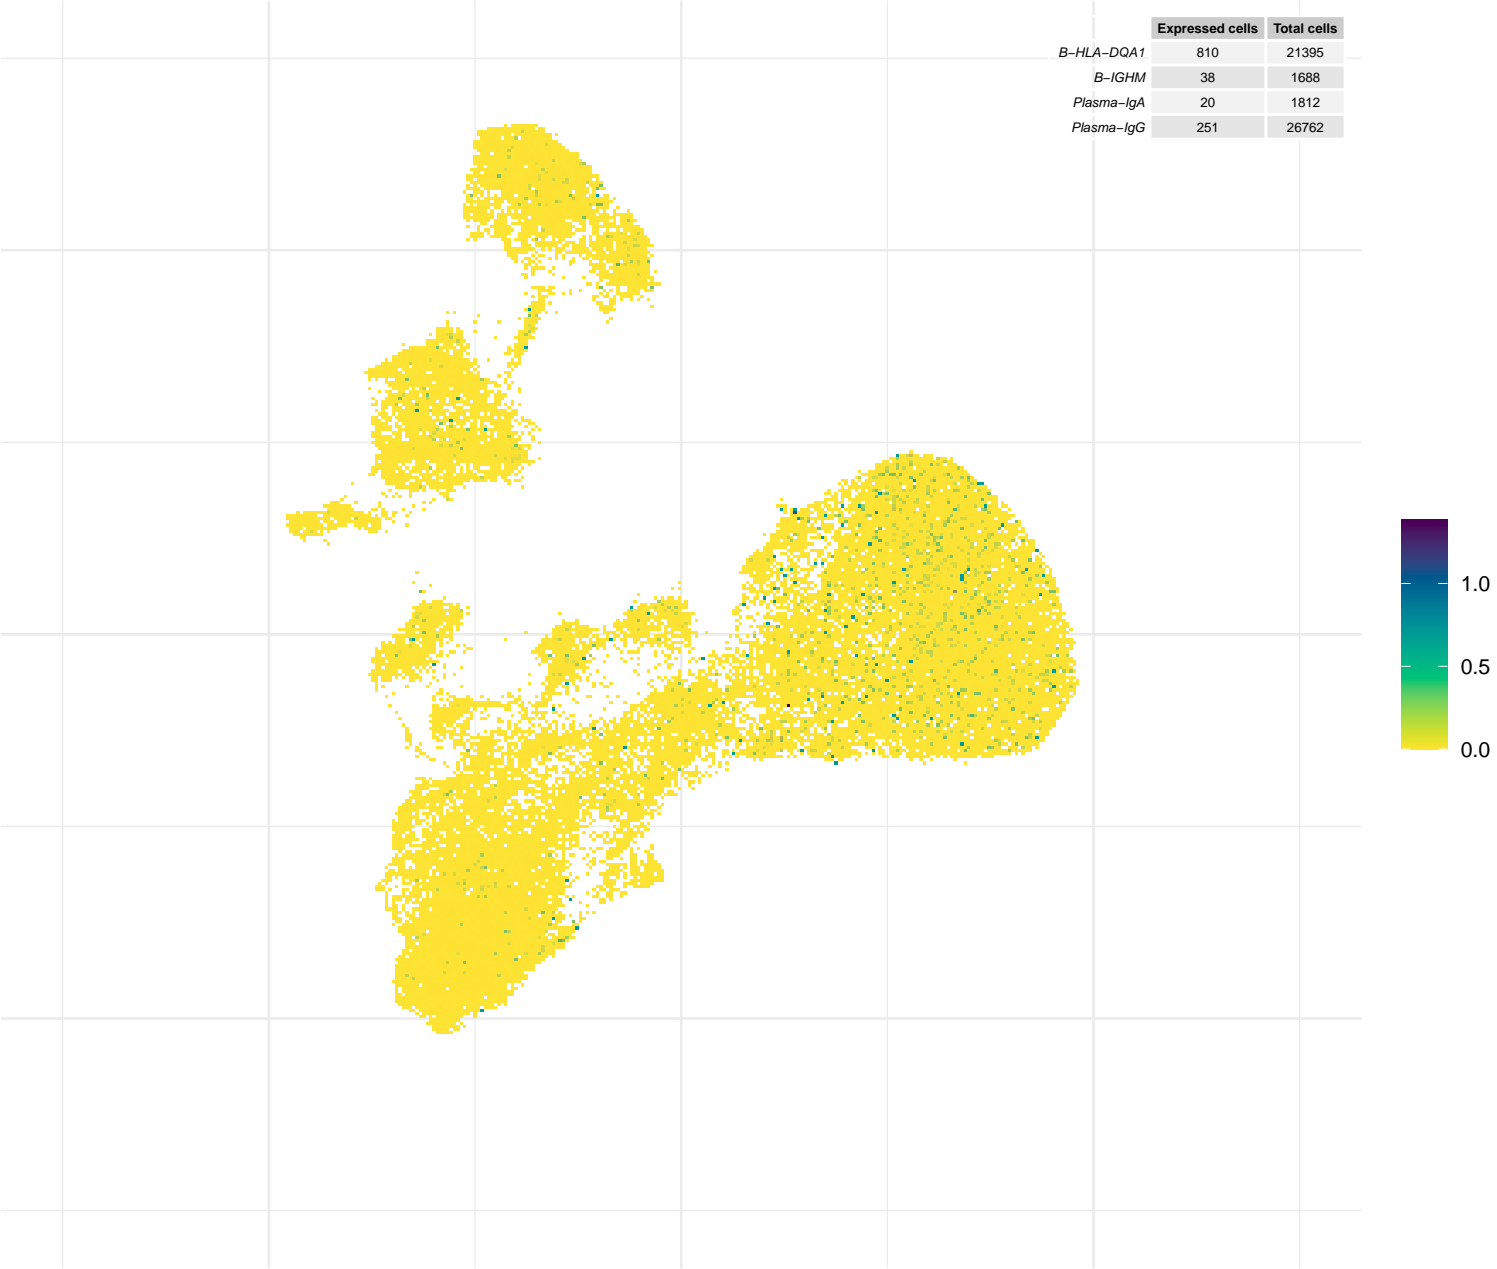 Expressed cells Total cells
B−HLA−DQA1 810 21395
B−IGHM 38 1688
Plasma−IgA 20 1812
Plasma−IgG 251 26762
1.0
0.5
0.0